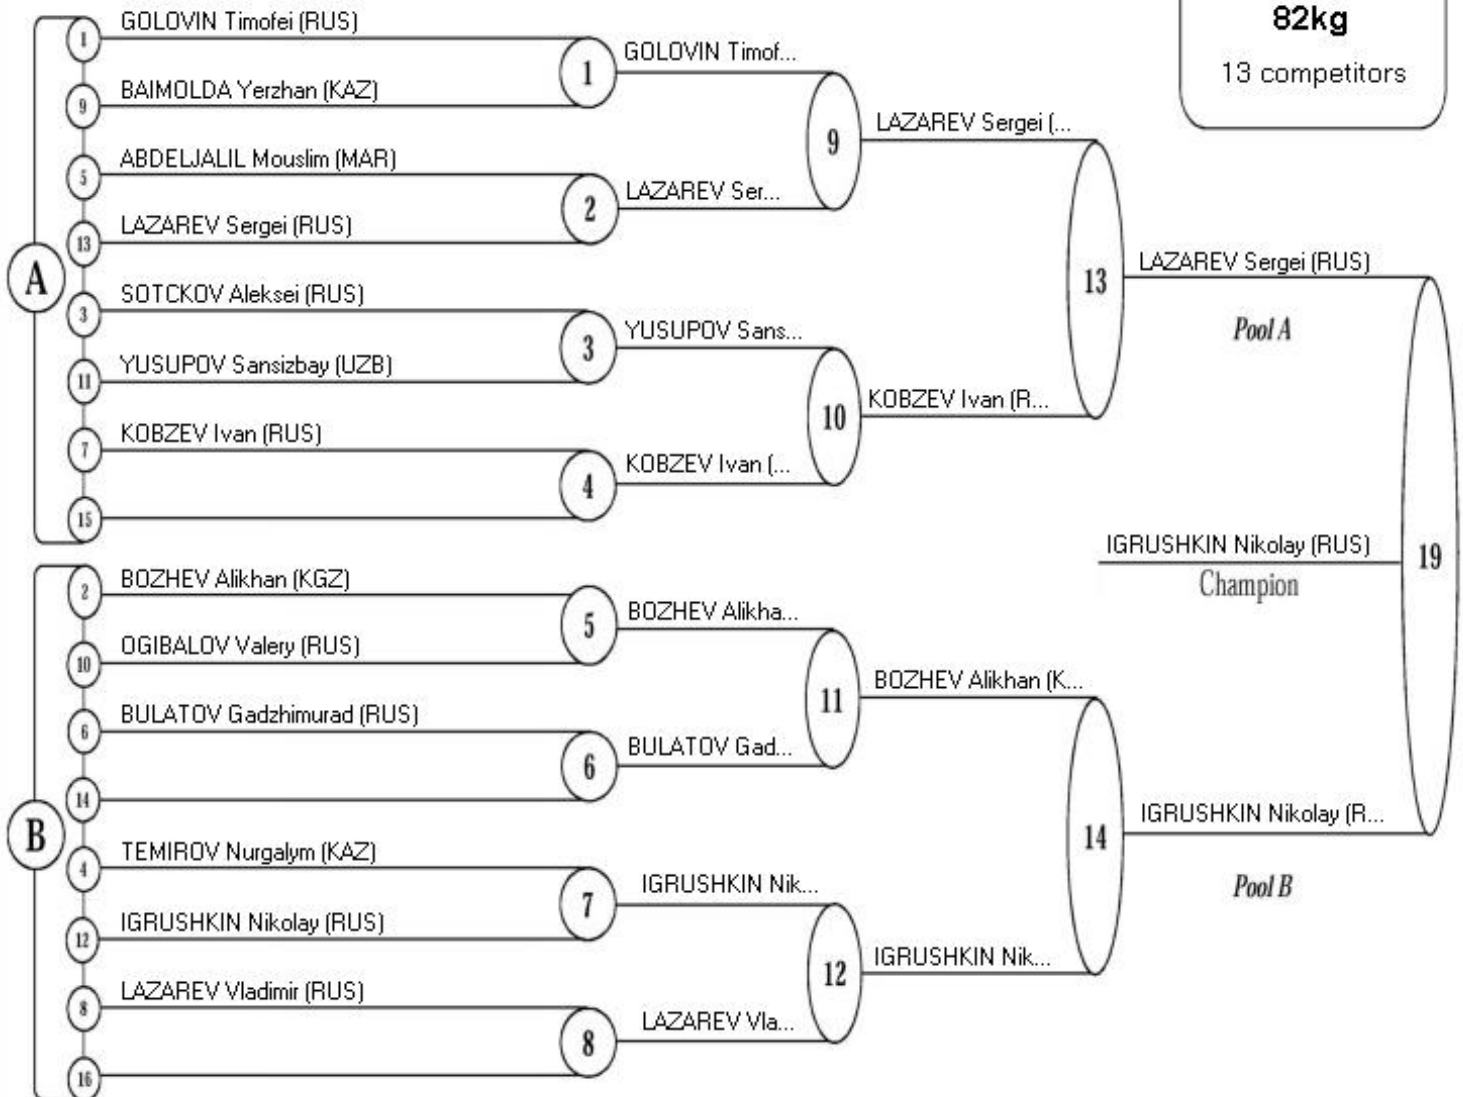 82kg
13 competitors
A
1
GOLOVIN Timofei (RUS)
9
BAIMOLDA Yerzhan (KAZ)
5
ABDELJALIL Mouslim (MAR)
13
LAZAREV Sergei (RUS)
3
SOTCKOV Aleksei (RUS)
11
YUSUPOV Sansizbay (UZB)
7
KOBZEV Ivan (RUS)
15
B
2
BOZHEV Alikhan (KGZ)
10
OGIBALOV Valery (RUS)
6
BULATOV Gadzhimurad (RUS)
14
4
TEMIROV Nurgalym (KAZ)
12
IGRUSHKIN Nikolay (RUS)
8
LAZAREV Vladimir (RUS)
16
1
GOLOVIN Timof...
2
LAZAREV Ser...
3
YUSUPOV Sans...
4
KOBZEV Ivan (...
5
BOZHEV Alikha...
6
BULATOV Gad...
7
IGRUSHKIN Nik...
8
LAZAREV Vla...
9
LAZAREV Sergei (...
10
KOBZEV Ivan (R...
11
BOZHEV Alikhan (K...
12
IGRUSHKIN Nik...
13
LAZAREV Sergei (RUS)
Pool A
14
IGRUSHKIN Nikolay (R...
Pool B
19
IGRUSHKIN Nikolay (RUS)
Champion